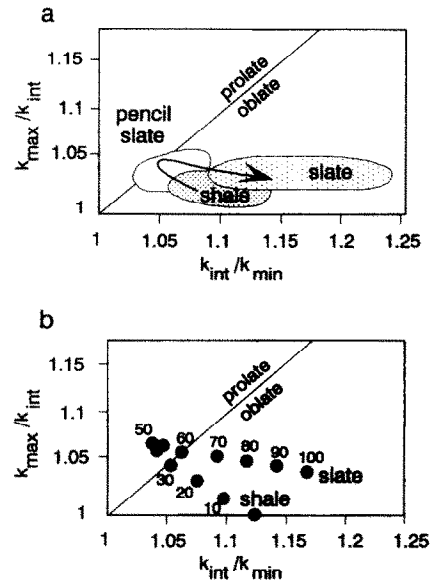 a
1.15
1.1
1.05
1
k_max/k_int
prolate
oblate
pencil
slate
slate
shale
1 1.05 1.1 1.15 1.2 1.25
k_int/k_min
b
1.15
1.1
1.05
1
k_max/k_int
prolate
oblate
50 60 70 80 90 100
30
20
10
slate
shale
1 1.05 1.1 1.15 1.2 1.25
k_int/k_min